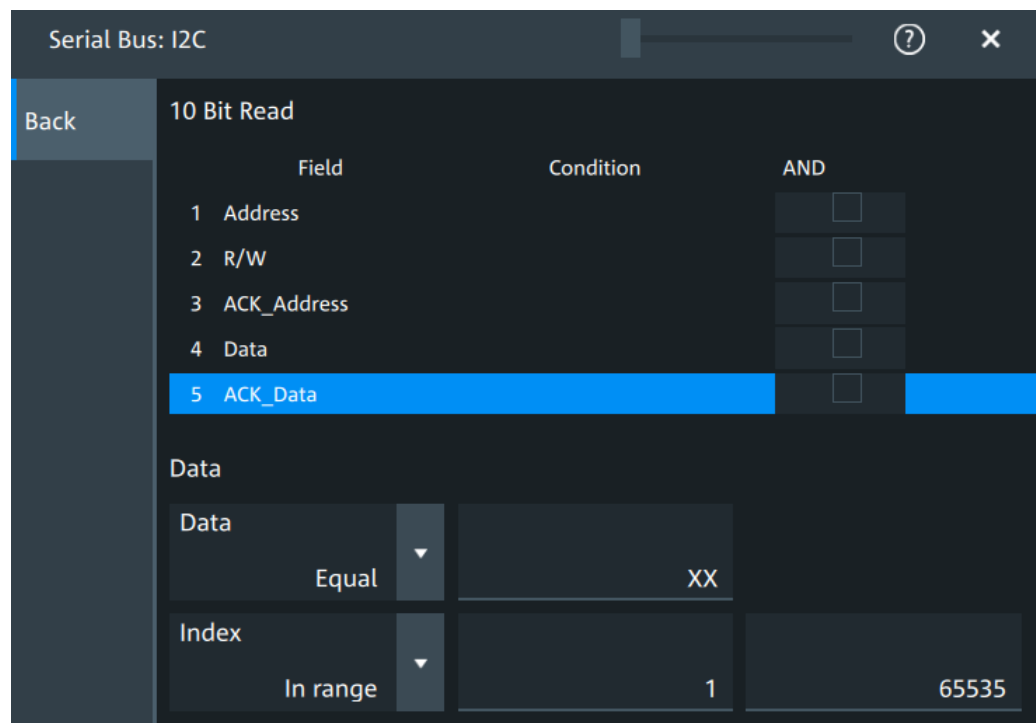 Serial Bus: I2C ? ×
Back
10 Bit Read
Field Condition AND
1 Address
2 R/W
3 ACK_Address
4 Data
5 ACK_Data
Data
Data
Equal XX
Index
In range 1 65535